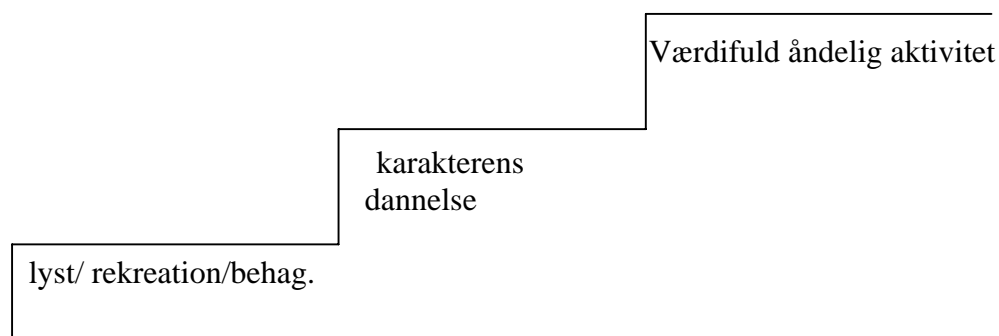 Værdifuld åndelig aktivitet
karakterens
dannelse
lyst/ rekreation/behag.